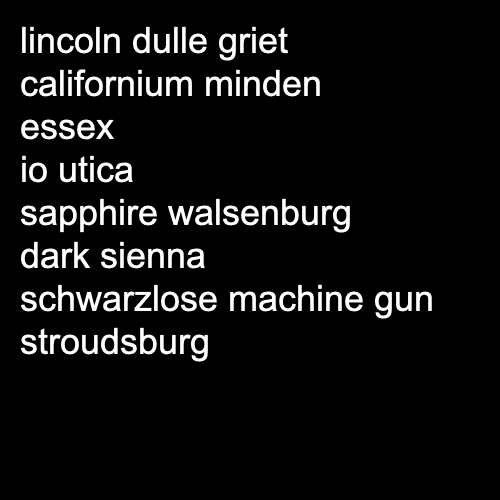 lincoln dulle griet
californium minden
essex
io utica
sapphire walsenburg
dark sienna
schwarzlose machine gun
stroudsburg